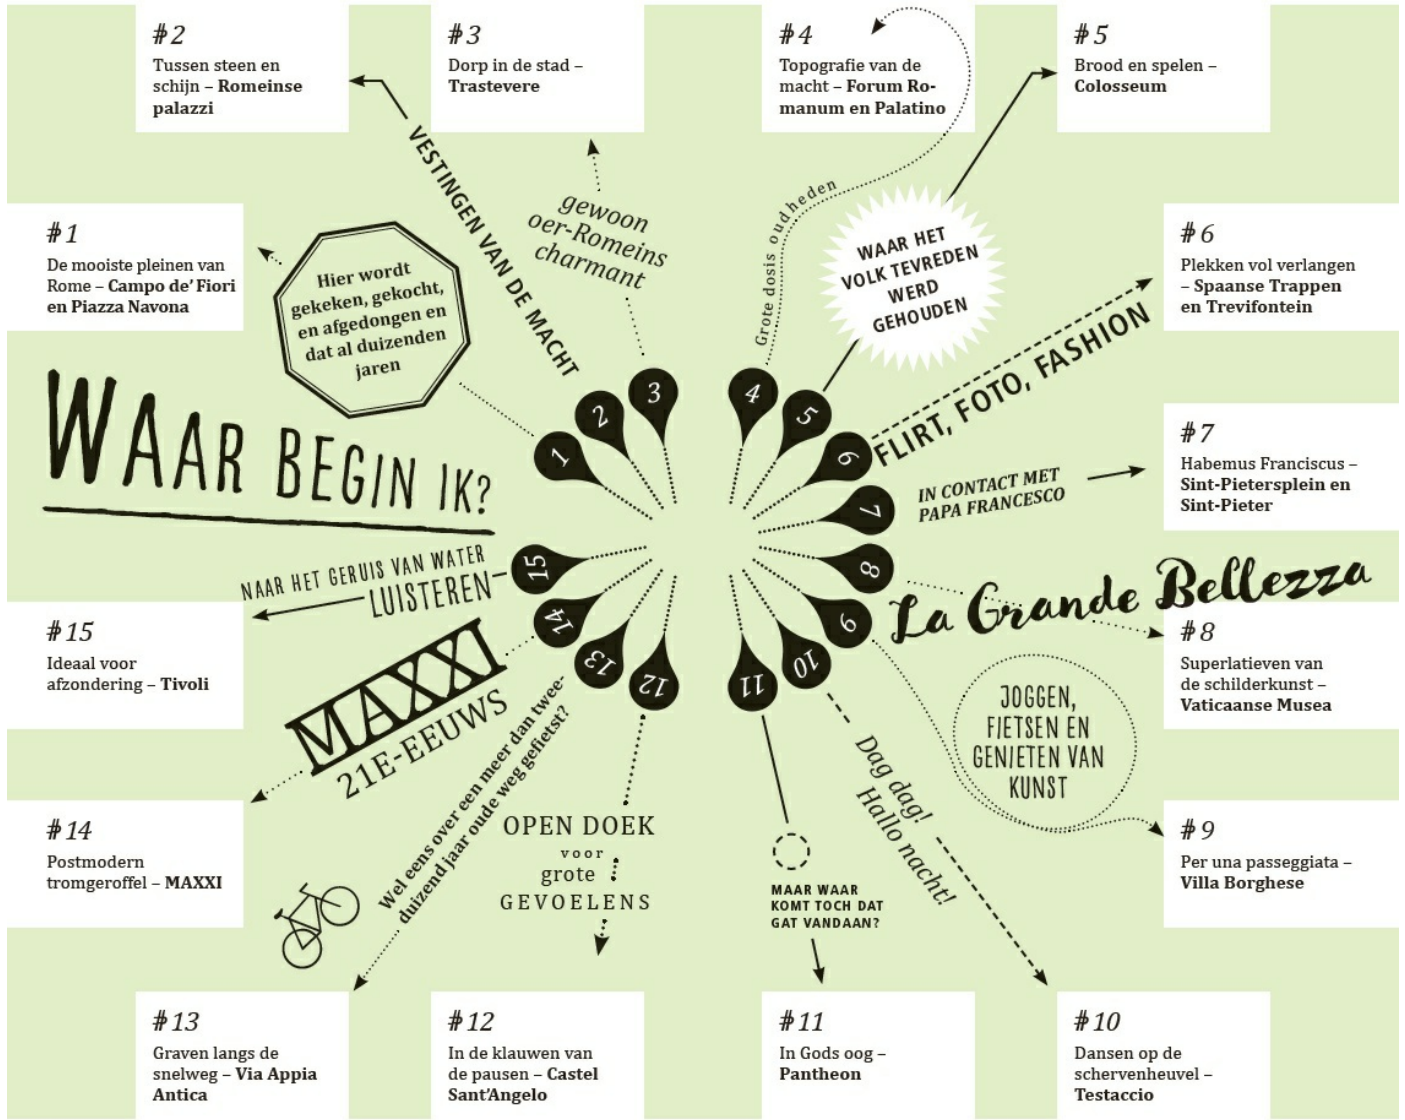 #2
Tussen steen en
schijn – Romeinse
palazzi
#3
Dorp in de stad –
Trastevere
#4
Topografie van de
macht – Forum Ro-
manum en Palatino
#5
Brood en spelen –
Colosseum
VESTINGEN VAN DE MACHT
gewoon
oer-Romeins
charmant
Grote dosis oudheden
WAAR HET
VOLK TEVREDEN
WERD
GEHOUDEN
#1
De mooiste pleinen van
Rome – Campo de' Fiori
en Piazza Navona
Hier wordt
gekeken, gekocht,
en afgedongen en
dat al duizenden
jaren
#6
Plekken vol verlangen
– Spaanse Trappen
en Trevifontein
FLIRT, FOTO, FASHION
WAAR BEGIN IK?
1
2
3
4
5
6
7
8
9
10
11
12
13
14
15
IN CONTACT MET
PAPA FRANCESCO
#7
Habemus Franciscus –
Sint-Pietersplein en
Sint-Pieter
La Grande Bellezza
#8
Superlatieven van
de schilderkunst –
Vaticaanse Musea
NAAR HET GERUIS VAN WATER
LUISTEREN
#15
Ideaal voor
afzondering – Tivoli
MAXXI
21E-EEUWS
#14
Postmodern
tromgeroffel – MAXXI
Wel eens over een meer dan twee-
duizend jaar oude weg gefietst?
OPEN DOEK
voor
grote
GEVOELENS
MAAR WAAR
KOMT TOCH DAT
GAT VANDAAN?
Dag dag!
Hallo nacht!
JOGGEN,
FIETSEN EN
GENIETEN VAN
KUNST
#9
Per una passeggiata –
Villa Borghese
#13
Graven langs de
snelweg – Via Appia
Antica
#12
In de klauwen van
de pausen – Castel
Sant'Angelo
#11
In Gods oog –
Pantheon
#10
Dansen op de
schervenheuvel –
Testaccio